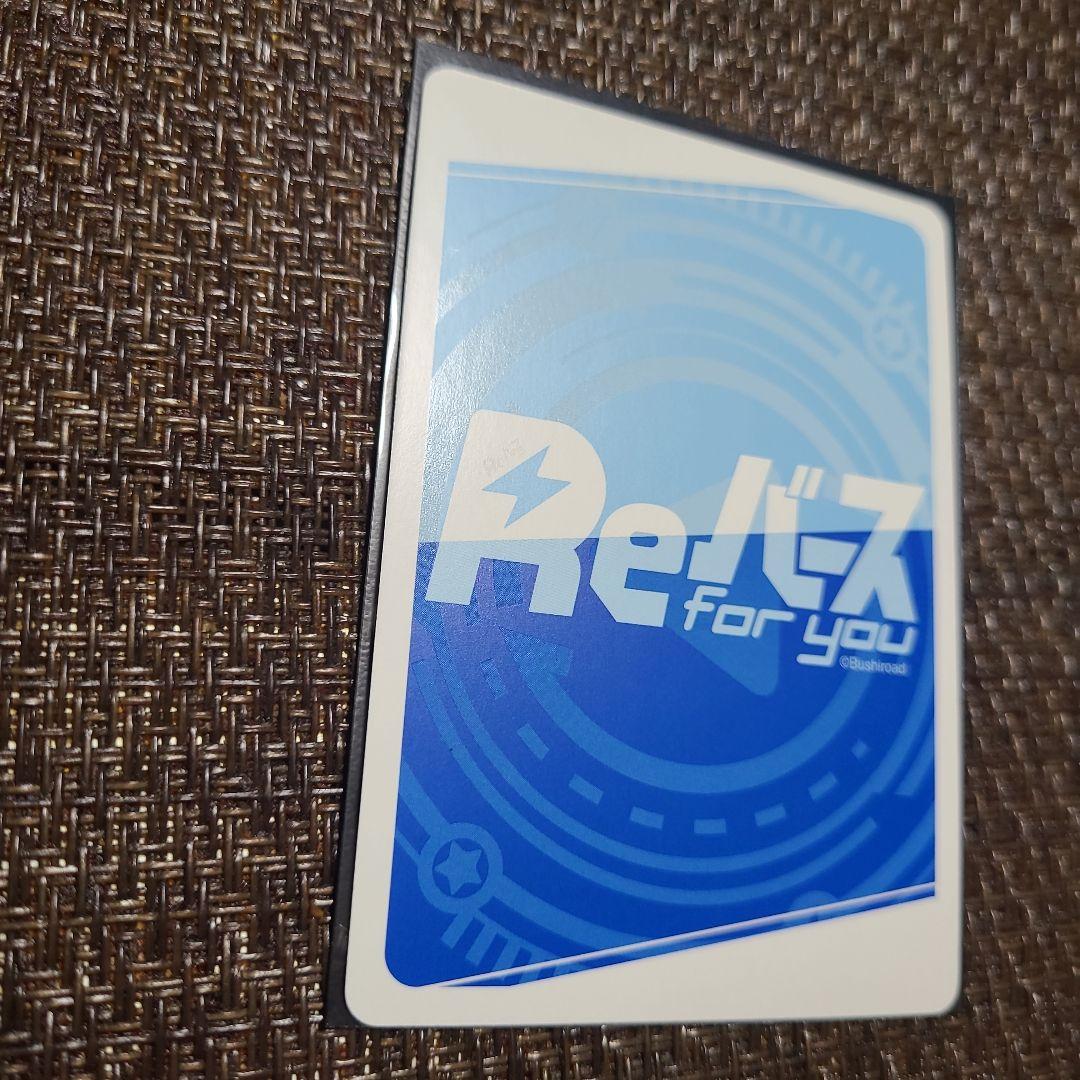 Reバース
for you
©Bushiroad